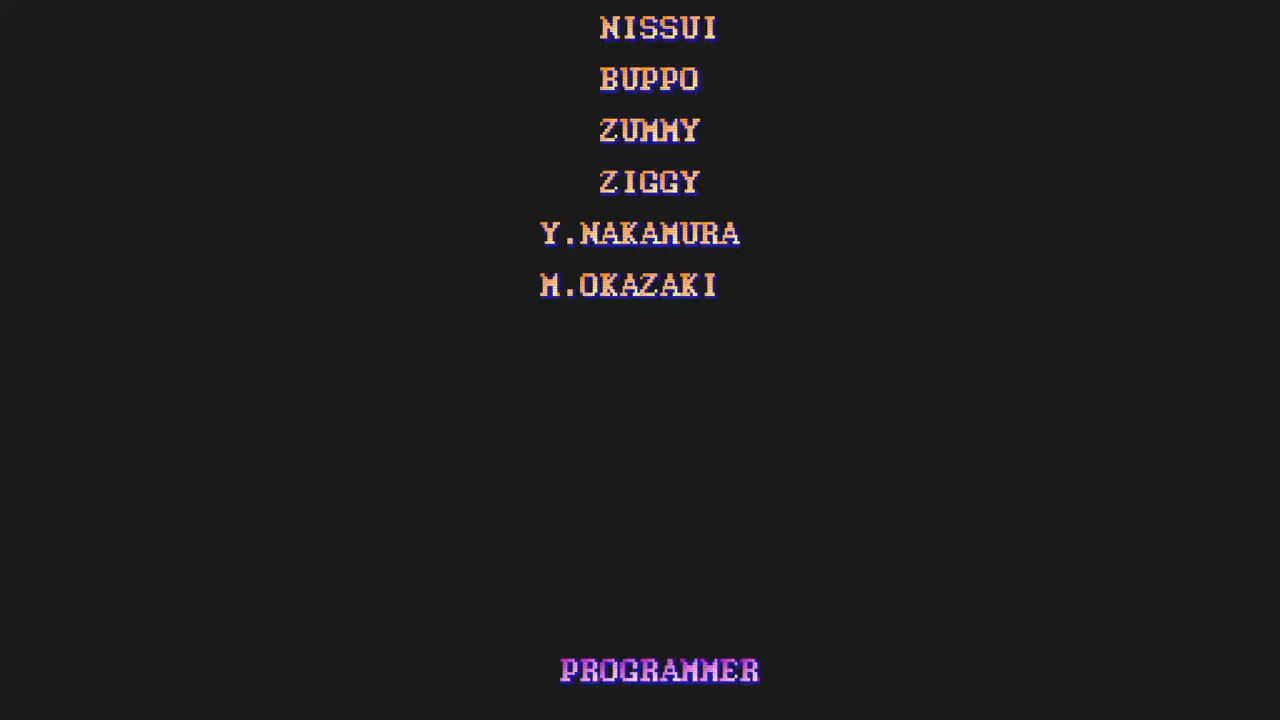 NISSUI
BUPPO
ZUMMY
ZIGGY
Y.NAKAMURA
M.OKAZAKI
PROGRAMMER